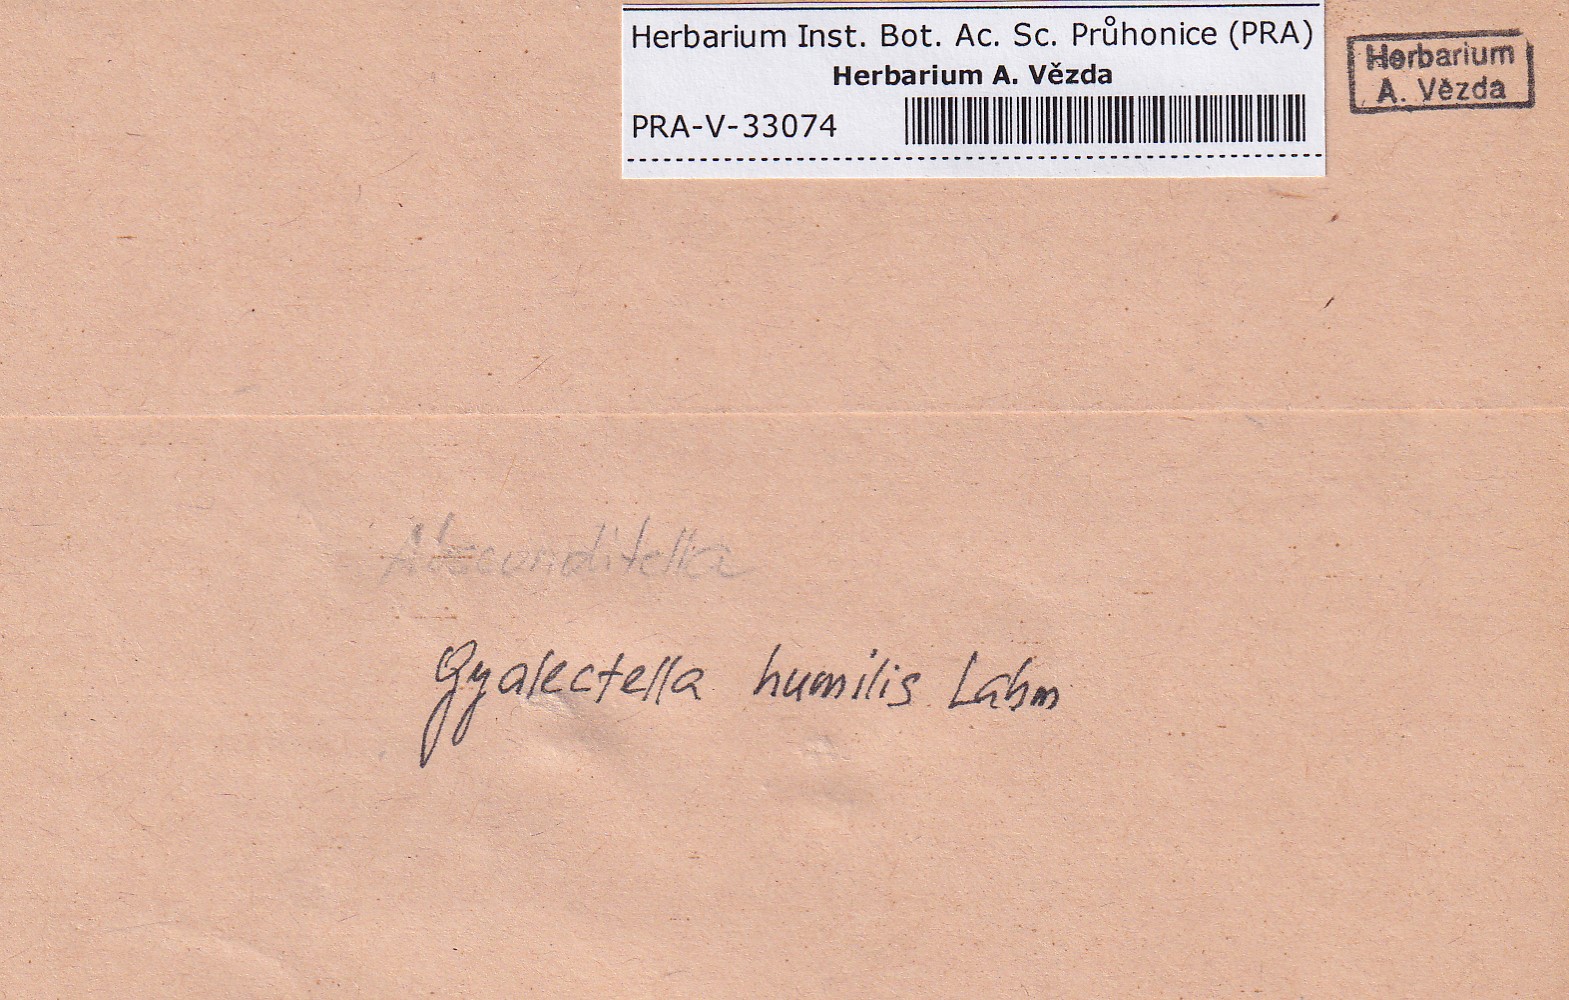 Herbarium Inst. Bot. Ac. Sc. Průhonice (PRA)
Herbarium A. Vězda
PRA-V-33074
Herbarium
A. Vězda
Absconditella
Gyalectella humilis Lahm